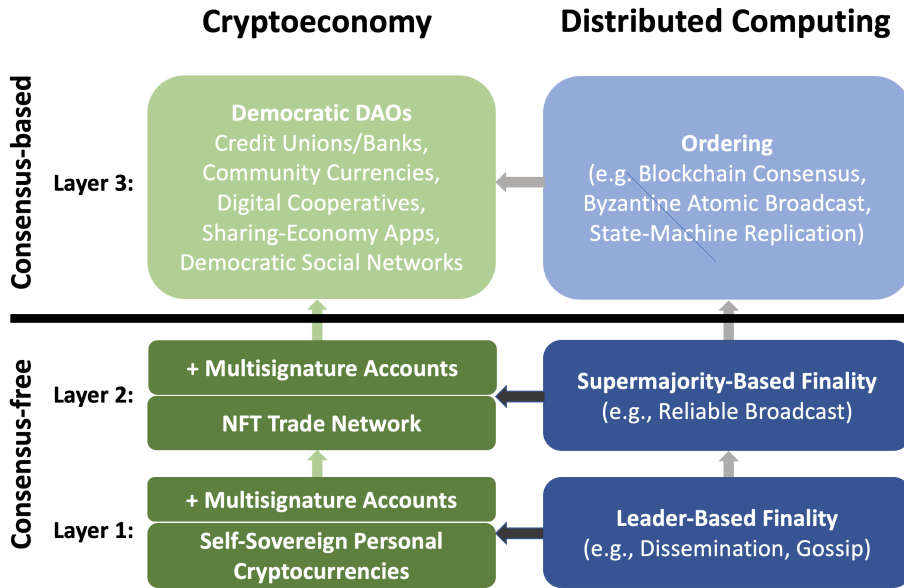 Cryptoeconomy
Distributed Computing
Consensus-based
Layer 3:
Democratic DAOs
Credit Unions/Banks,
Community Currencies,
Digital Cooperatives,
Sharing-Economy Apps,
Democratic Social Networks
Ordering
(e.g. Blockchain Consensus,
Byzantine Atomic Broadcast,
State-Machine Replication)
Consensus-free
Layer 2:
+ Multisignature Accounts
NFT Trade Network
Supermajority-Based Finality
(e.g., Reliable Broadcast)
Layer 1:
+ Multisignature Accounts
Self-Sovereign Personal
Cryptocurrencies
Leader-Based Finality
(e.g., Dissemination, Gossip)